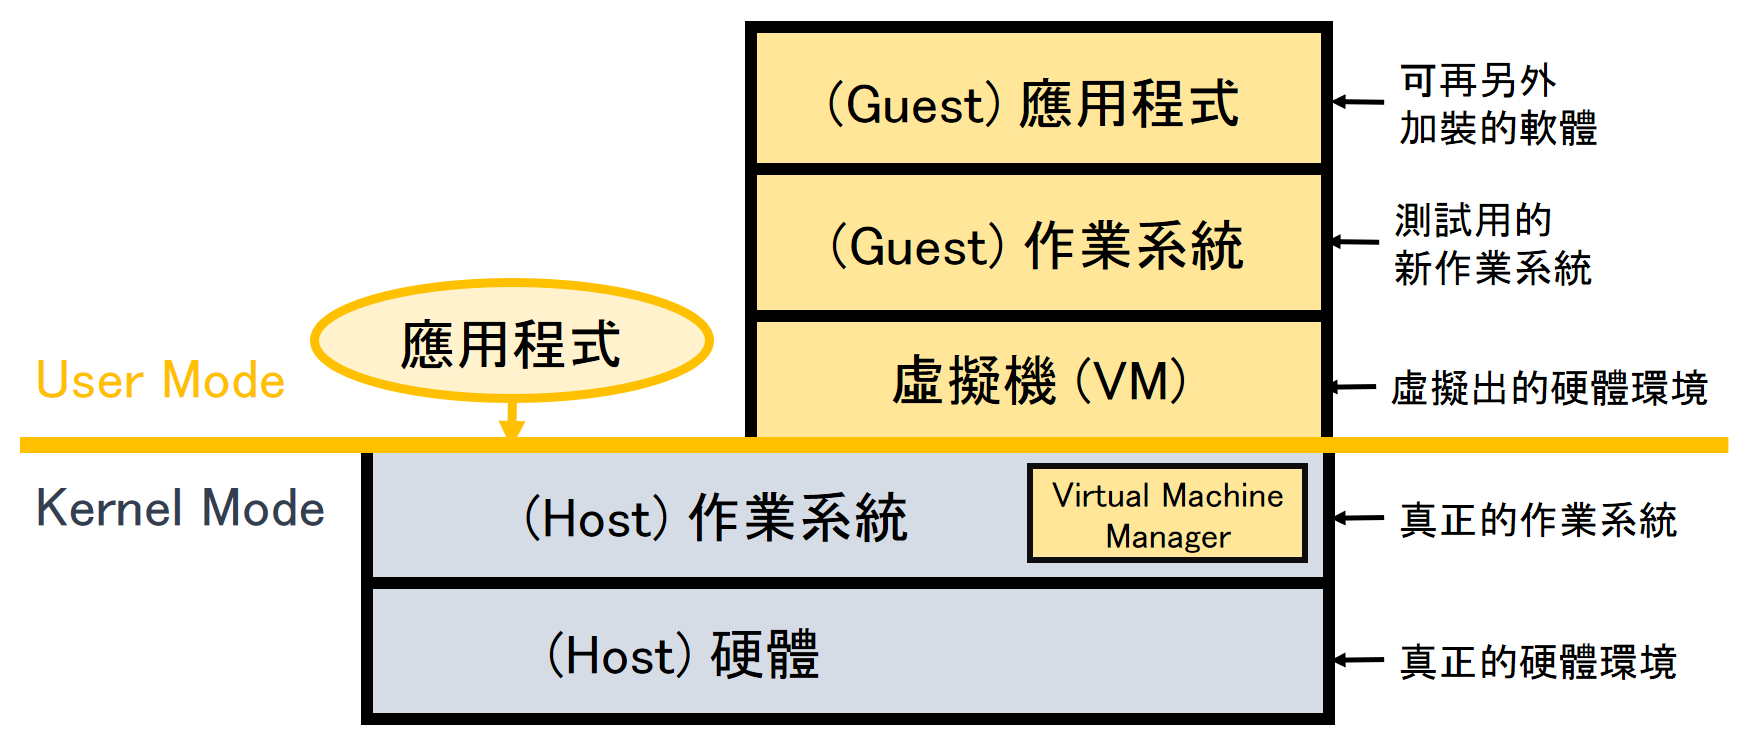 (Guest) 應用程式
可再另外
加裝的軟體
(Guest) 作業系統
測試用的
新作業系統
應用程式
User Mode
虛擬機 (VM)
虛擬出的硬體環境
Kernel Mode
(Host) 作業系統
Virtual Machine
Manager
真正的作業系統
(Host) 硬體
真正的硬體環境